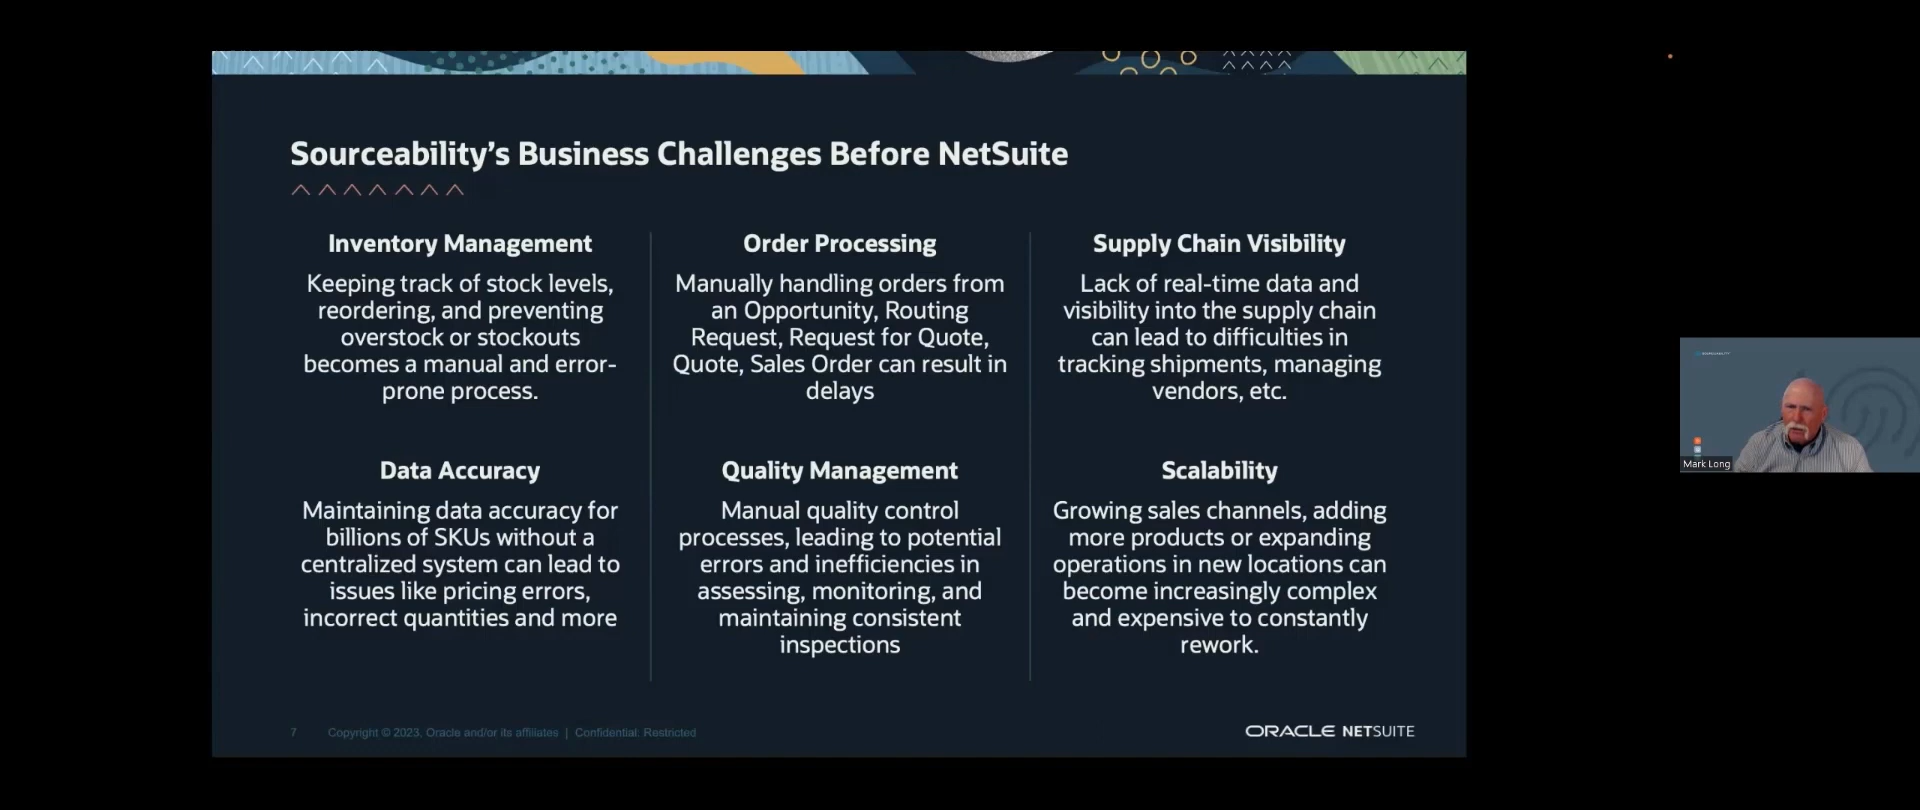 Sourceability's Business Challenges Before NetSuite
Inventory Management
Keeping track of stock levels,
reordering, and preventing
overstock or stockouts
becomes a manual and error-
prone process.
Order Processing
Manually handling orders from
an Opportunity, Routing
Request, Request for Quote,
Quote, Sales Order can result in
delays
Supply Chain Visibility
Lack of real-time data and
visibility into the supply chain
can lead to difficulties in
tracking shipments, managing
vendors, etc.
Data Accuracy
Maintaining data accuracy for
billions of SKUs without a
centralized system can lead to
issues like pricing errors,
incorrect quantities and more
Quality Management
Manual quality control
processes, leading to potential
errors and inefficiencies in
assessing, monitoring, and
maintaining consistent
inspections
Scalability
Growing sales channels, adding
more products or expanding
operations in new locations can
become increasingly complex
and expensive to constantly
rework.
7 Copyright © 2023, Oracle and/or its affiliates | Confidential: Restricted
ORACLE NETSUITE
SOURCEABILITY
Mark Long